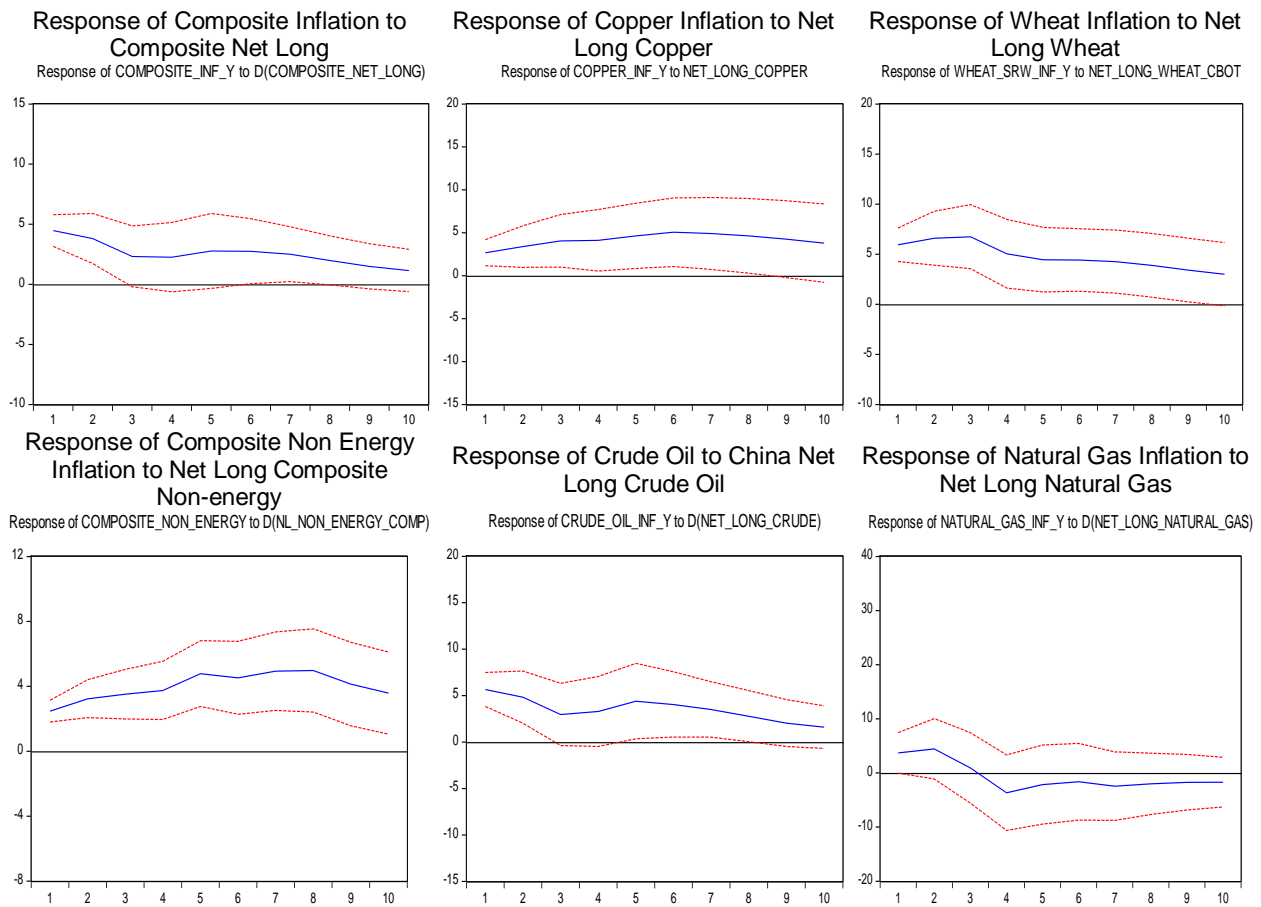 Response of Composite Inflation to
Composite Net Long
Response of COMPOSITE_INF_Y to D(COMPOSITE_NET_LONG)
15
10
5
0
-5
-10
1 2 3 4 5 6 7 8 9 10
Response of Copper Inflation to Net
Long Copper
Response of COPPER_INF_Y to NET_LONG_COPPER
20
15
10
5
0
-5
-10
-15
1 2 3 4 5 6 7 8 9 10
Response of Wheat Inflation to Net
Long Wheat
Response of WHEAT_SRW_INF_Y to NET_LONG_WHEAT_CBOT
20
15
10
5
0
-5
-10
1 2 3 4 5 6 7 8 9 10
Response of Composite Non Energy
Inflation to Net Long Composite
Non-energy
Response of COMPOSITE_NON_ENERGY to D(NL_NON_ENERGY_COMP)
12
8
4
0
-4
-8
1 2 3 4 5 6 7 8 9 10
Response of Crude Oil to China Net
Long Crude Oil
Response of CRUDE_OIL_INF_Y to D(NET_LONG_CRUDE)
20
15
10
5
0
-5
-10
-15
1 2 3 4 5 6 7 8 9 10
Response of Natural Gas Inflation to
Net Long Natural Gas
Response of NATURAL_GAS_INF_Y to D(NET_LONG_NATURAL_GAS)
40
30
20
10
0
-10
-20
1 2 3 4 5 6 7 8 9 10